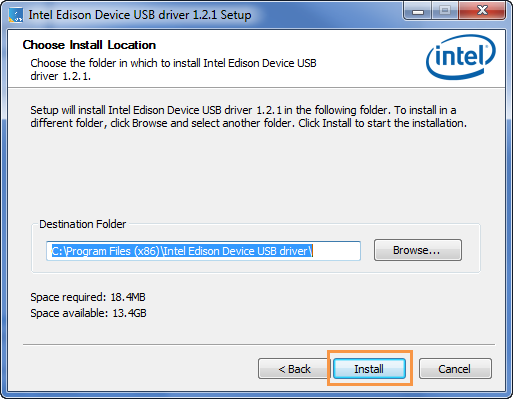 Intel Edison Device USB driver 1.2.1 Setup
Choose Install Location
Choose the folder in which to install Intel Edison Device USB
driver 1.2.1.
intel
Setup will install Intel Edison Device USB driver 1.2.1 in the following folder. To install in a
different folder, click Browse and select another folder. Click Install to start the installation.
Destination Folder
C:\Program Files (x86)\Intel Edison Device USB driver\
Browse...
Space required: 18.4MB
Space available: 13.4GB
< Back
Install
Cancel